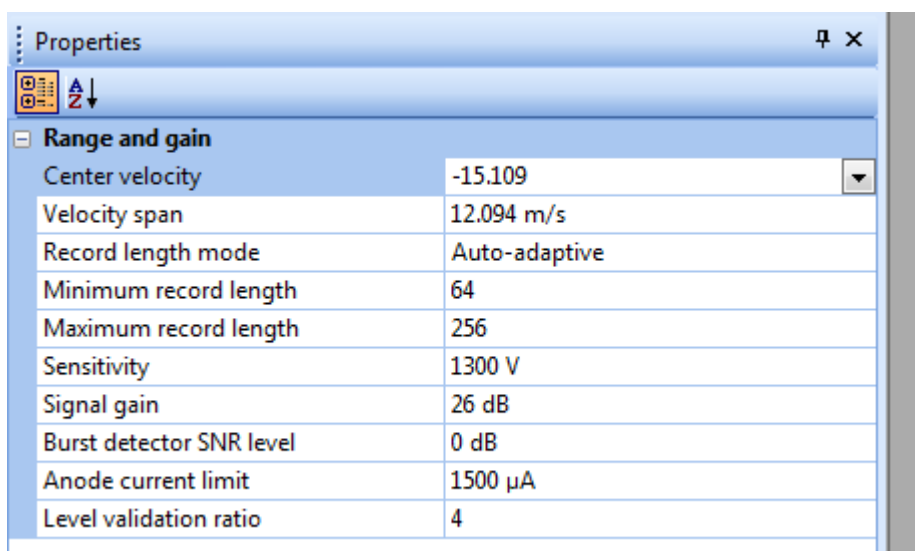 Properties
Range and gain
Center velocity -15.109
Velocity span 12.094 m/s
Record length mode Auto-adaptive
Minimum record length 64
Maximum record length 256
Sensitivity 1300 V
Signal gain 26 dB
Burst detector SNR level 0 dB
Anode current limit 1500 µA
Level validation ratio 4